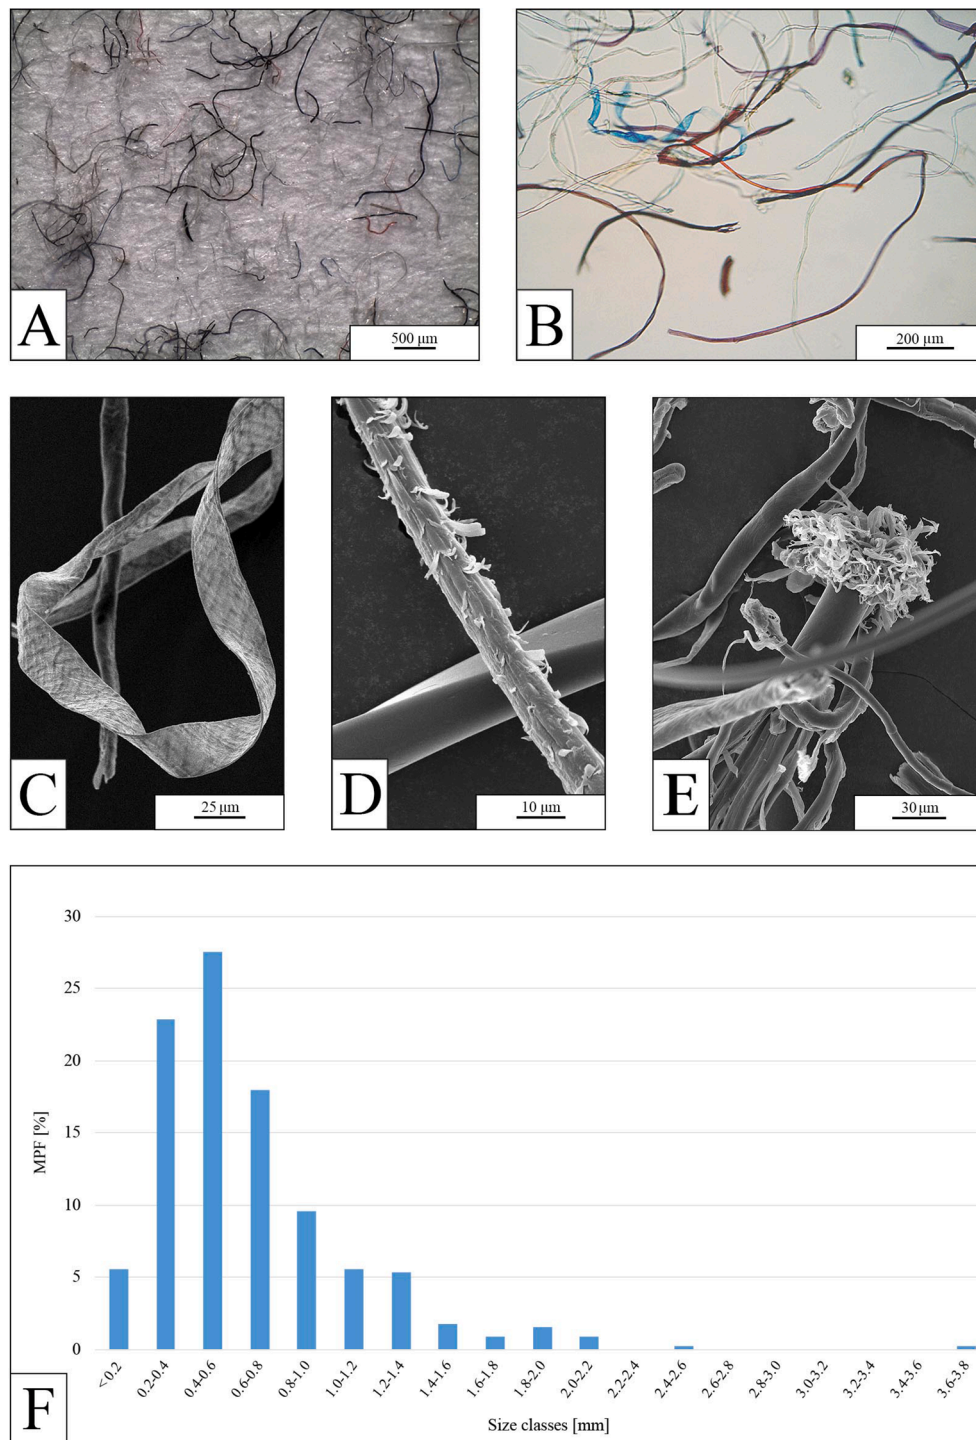 A
500 μm
B
200 μm
C
25 μm
D
10 μm
E
30 μm
30
25
20
15
10
5
0
MPF [%]
< 0.2
0.2-0.4
0.4-0.6
0.6-0.8
0.8-1.0
1.0-1.2
1.2-1.4
1.4-1.6
1.6-1.8
1.8-2.0
2.0-2.2
2.2-2.4
2.4-2.6
2.6-2.8
2.8-3.0
3.0-3.2
3.2-3.4
3.4-3.6
3.6-3.8
Size classes [mm]
F